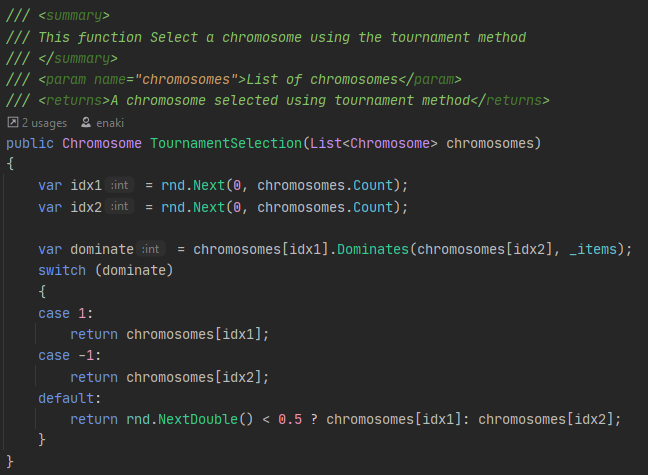 /// <summary>
/// This function Select a chromosome using the tournament method
/// </summary>
/// <param name="chromosomes">List of chromosomes</param>
/// <returns>A chromosome selected using tournament method</returns>
2 usages enaki
public Chromosome TournamentSelection(List<Chromosome> chromosomes)
{
    var idx1 :int = rnd.Next(0, chromosomes.Count);
    var idx2 :int = rnd.Next(0, chromosomes.Count);

    var dominate :int = chromosomes[idx1].Dominates(chromosomes[idx2], _items);
    switch (dominate)
    {
    case 1:
        return chromosomes[idx1];
    case -1:
        return chromosomes[idx2];
    default:
        return rnd.NextDouble() < 0.5 ? chromosomes[idx1]: chromosomes[idx2];
    }
}